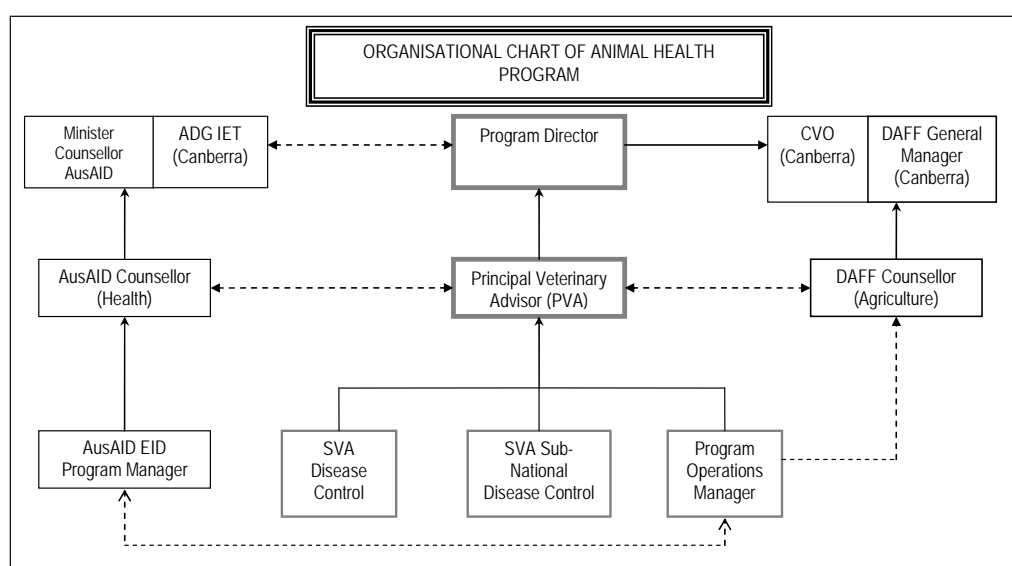 ORGANISATIONAL CHART OF ANIMAL HEALTH
PROGRAM
Minister
Counsellor
AusAID
ADG IET
(Canberra)
Program Director
CVO
(Canberra)
DAFF General
Manager
(Canberra)
AusAID Counsellor
(Health)
Principal Veterinary
Advisor (PVA)
DAFF Counsellor
(Agriculture)
AusAID EID
Program Manager
SVA
Disease
Control
SVA Sub-
National
Disease Control
Program
Operations
Manager